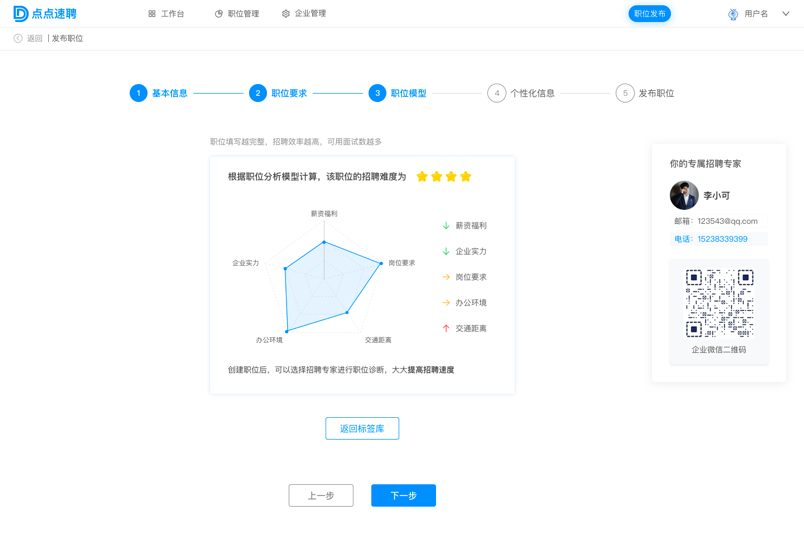 点点速聘
工作台 职位管理 企业管理 职位发布 用户名
返回 | 发布职位
1 基本信息 2 职位要求 3 职位模型 4 个性化信息 5 发布职位
职位填写越完整，招聘效率越高，可用面试数越多
根据职位分析模型计算，该职位的招聘难度为
薪资福利
企业实力
岗位要求
办公环境
交通距离
薪资福利
企业实力
岗位要求
办公环境
交通距离
创建职位后，可以选择招聘专家进行职位诊断，大大提高招聘速度
返回标签库
上一步 下一步
你的专属招聘专家
李小可
邮箱：123543@qq.com
电话：15238339399
企业微信二维码